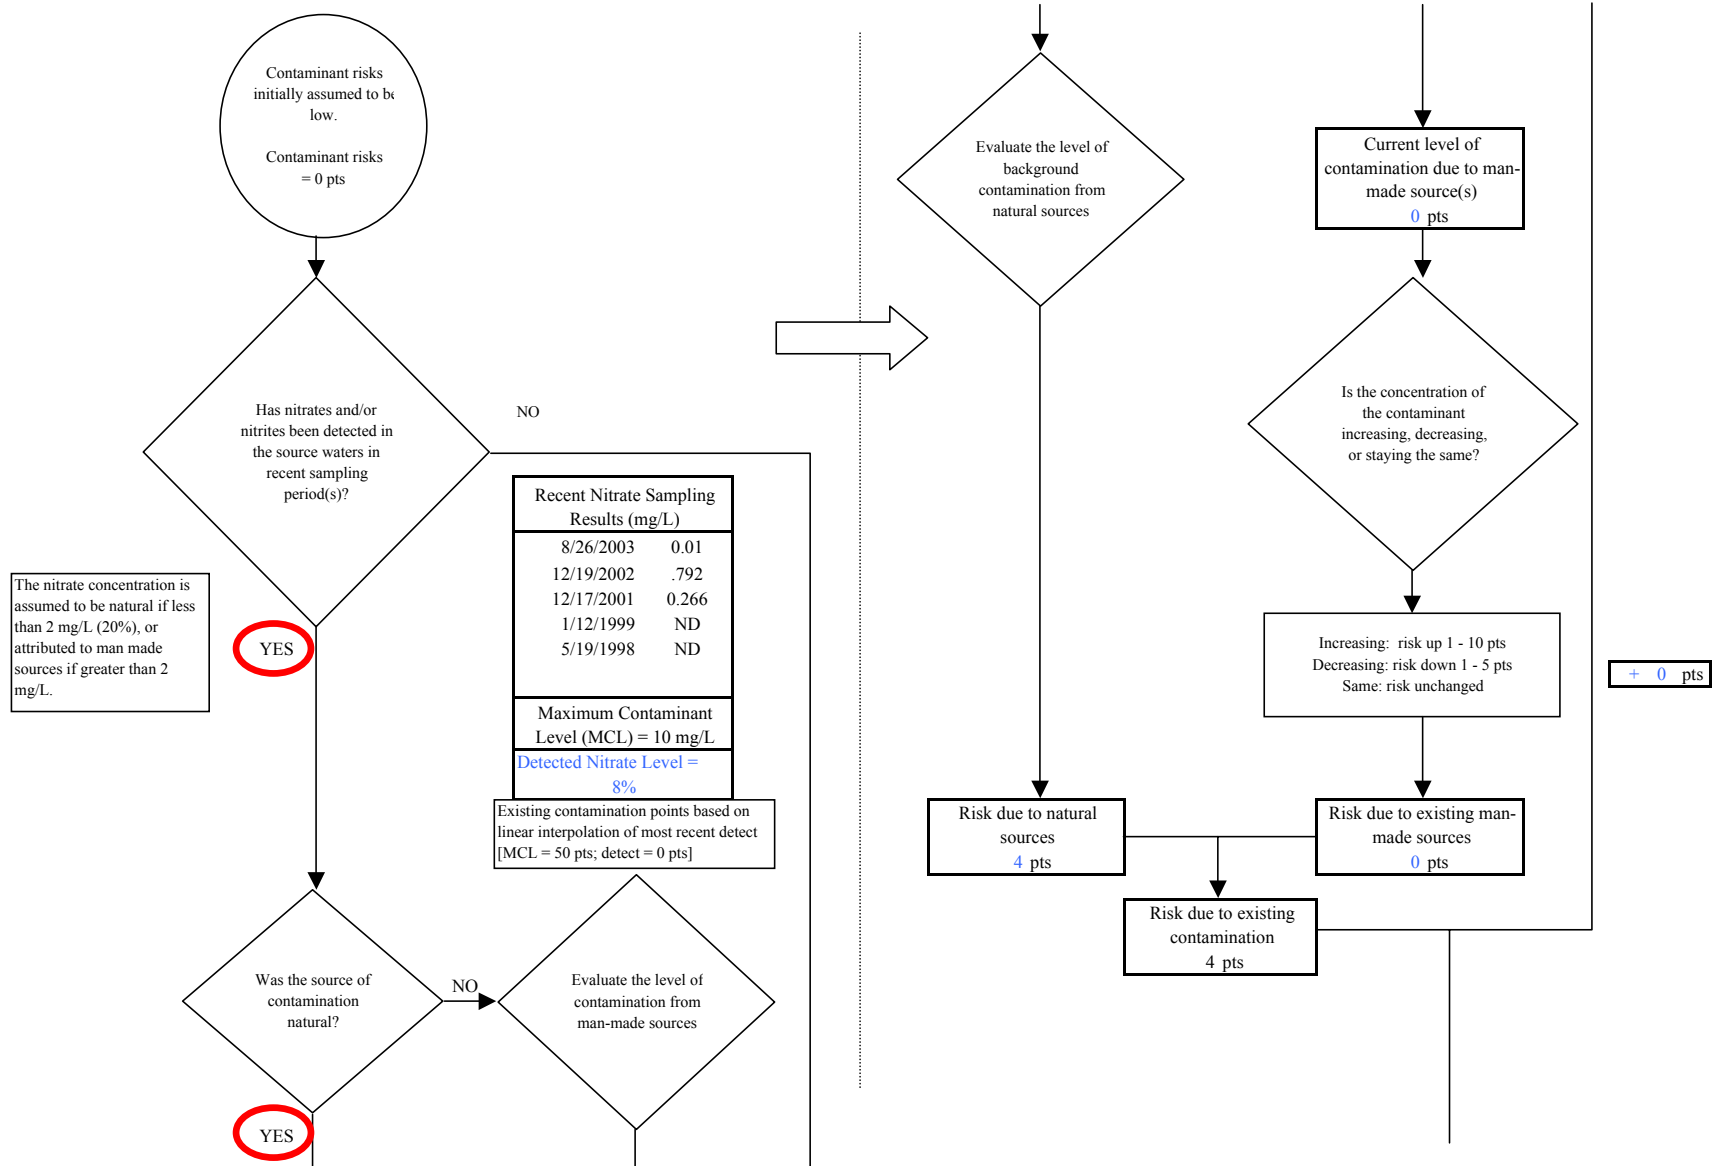 Contaminant risks
initially assumed to be
low.
Contaminant risks
= 0 pts
Has nitrates and/or
nitrites been detected in
the source waters in
recent sampling
period(s)?
NO
Recent Nitrate Sampling
Results (mg/L)
8/26/2003 0.01
12/19/2002 .792
12/17/2001 0.266
1/12/1999 ND
5/19/1998 ND
Maximum Contaminant
Level (MCL) = 10 mg/L
Detected Nitrate Level =
8%
Existing contamination points based on
linear interpolation of most recent detect
[MCL = 50 pts; detect = 0 pts]
The nitrate concentration is
assumed to be natural if less
than 2 mg/L (20%), or
attributed to man made
sources if greater than 2
mg/L.
YES
Was the source of
contamination
natural?
NO
Evaluate the level of
contamination from
man-made sources
YES
Evaluate the level of
background
contamination from
natural sources
Current level of
contamination due to man-
made source(s)
0 pts
Is the concentration of
the contaminant
increasing, decreasing,
or staying the same?
Increasing: risk up 1 - 10 pts
Decreasing: risk down 1 - 5 pts
Same: risk unchanged
+ 0 pts
Risk due to natural
sources
4 pts
Risk due to existing man-
made sources
0 pts
Risk due to existing
contamination
4 pts